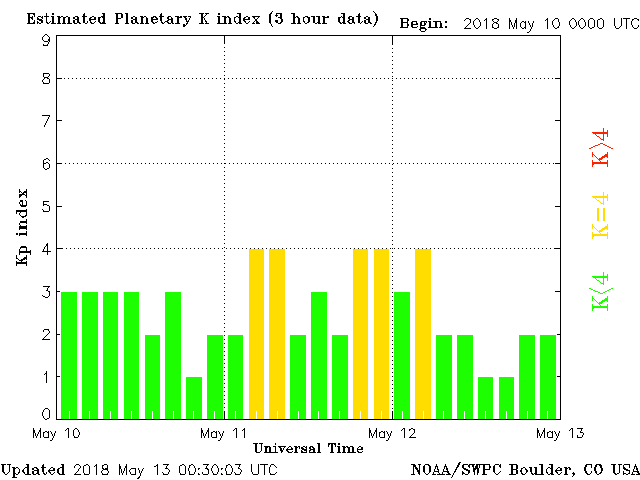 Estimated Planetary K index (3 hour data)
Begin: 2018 May 10 0000 UTC
9
8
7
6
5
4
3
2
1
0
Kp index
K>4
K=4
K<4
May 10
May 11
May 12
May 13
Universal Time
Updated 2018 May 13 00:30:03 UTC
NOAA/SWPC Boulder, CO USA